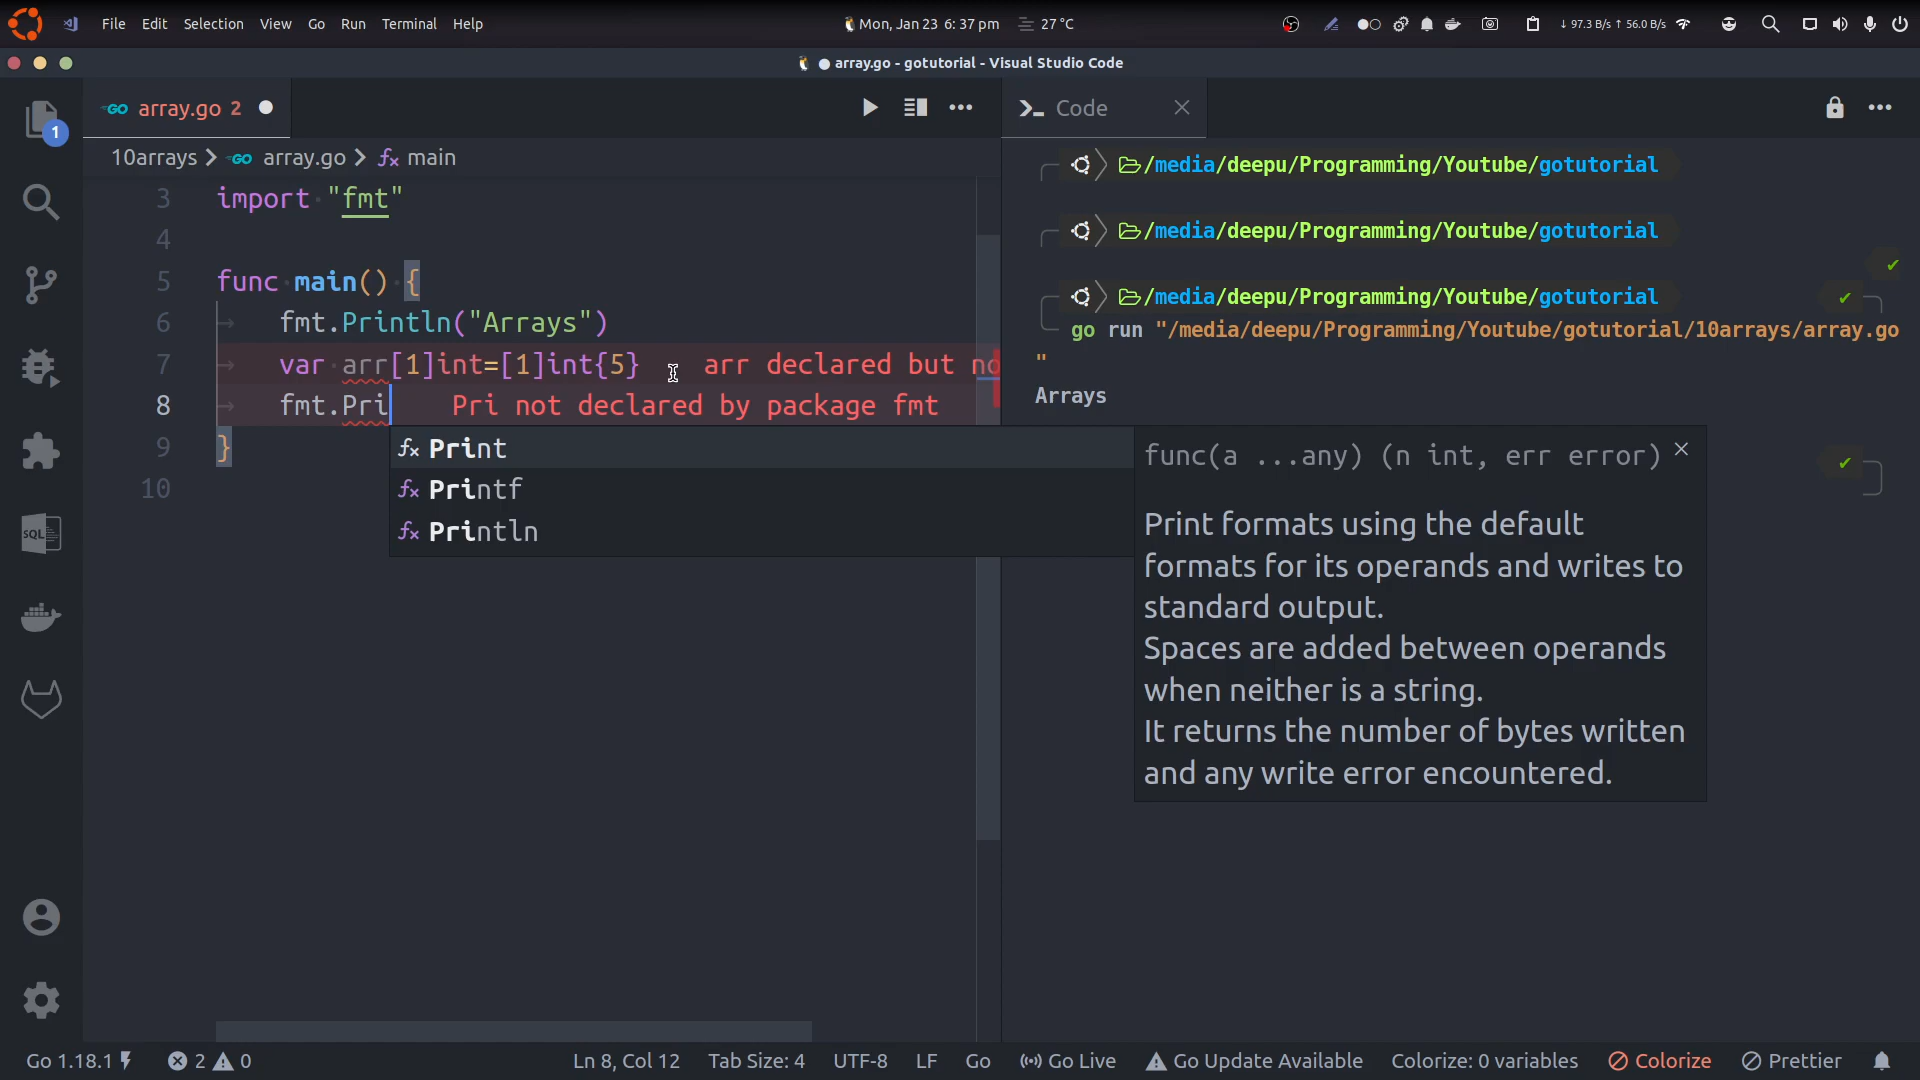 File Edit Selection View Go Run Terminal Help
Mon, Jan 23 6:37 pm 27 °C
↓ 97.3 B/s ↑ 56.0 B/s
● array.go - gotutorial - Visual Studio Code
GO array.go 2 ●
Code
10arrays > GO array.go > main
3 import "fmt"
4
5 func main() {
6 fmt.Println("Arrays")
7 var arr[1]int=[1]int{5} arr declared but no
8 fmt.Pri Pri not declared by package fmt
9 }
10
Print
Printf
Println
func(a ...any) (n int, err error)
Print formats using the default
formats for its operands and writes to
standard output.
Spaces are added between operands
when neither is a string.
It returns the number of bytes written
and any write error encountered.
/media/deepu/Programming/Youtube/gotutorial
/media/deepu/Programming/Youtube/gotutorial
/media/deepu/Programming/Youtube/gotutorial
go run "/media/deepu/Programming/Youtube/gotutorial/10arrays/array.go
"
Arrays
1
SQL
Go 1.18.1 2 0 Ln 8, Col 12 Tab Size: 4 UTF-8 LF Go Go Live Go Update Available Colorize: 0 variables Colorize Prettier